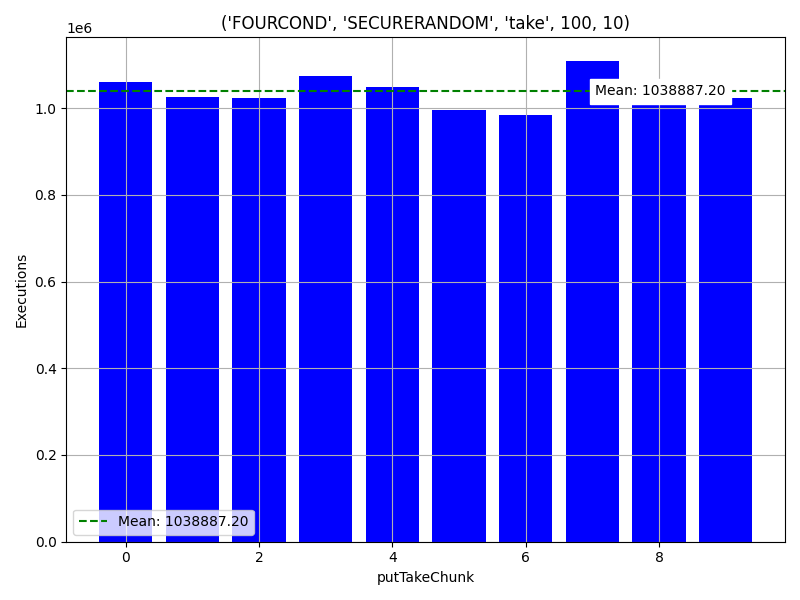 ('FOURCOND', 'SECURERANDOM', 'take', 100, 10)
1e6
Mean: 1038887.20
1.0
0.8
0.6
0.4
0.2
0.0
Executions
Mean: 1038887.20
0 2 4 6 8
putTakeChunk